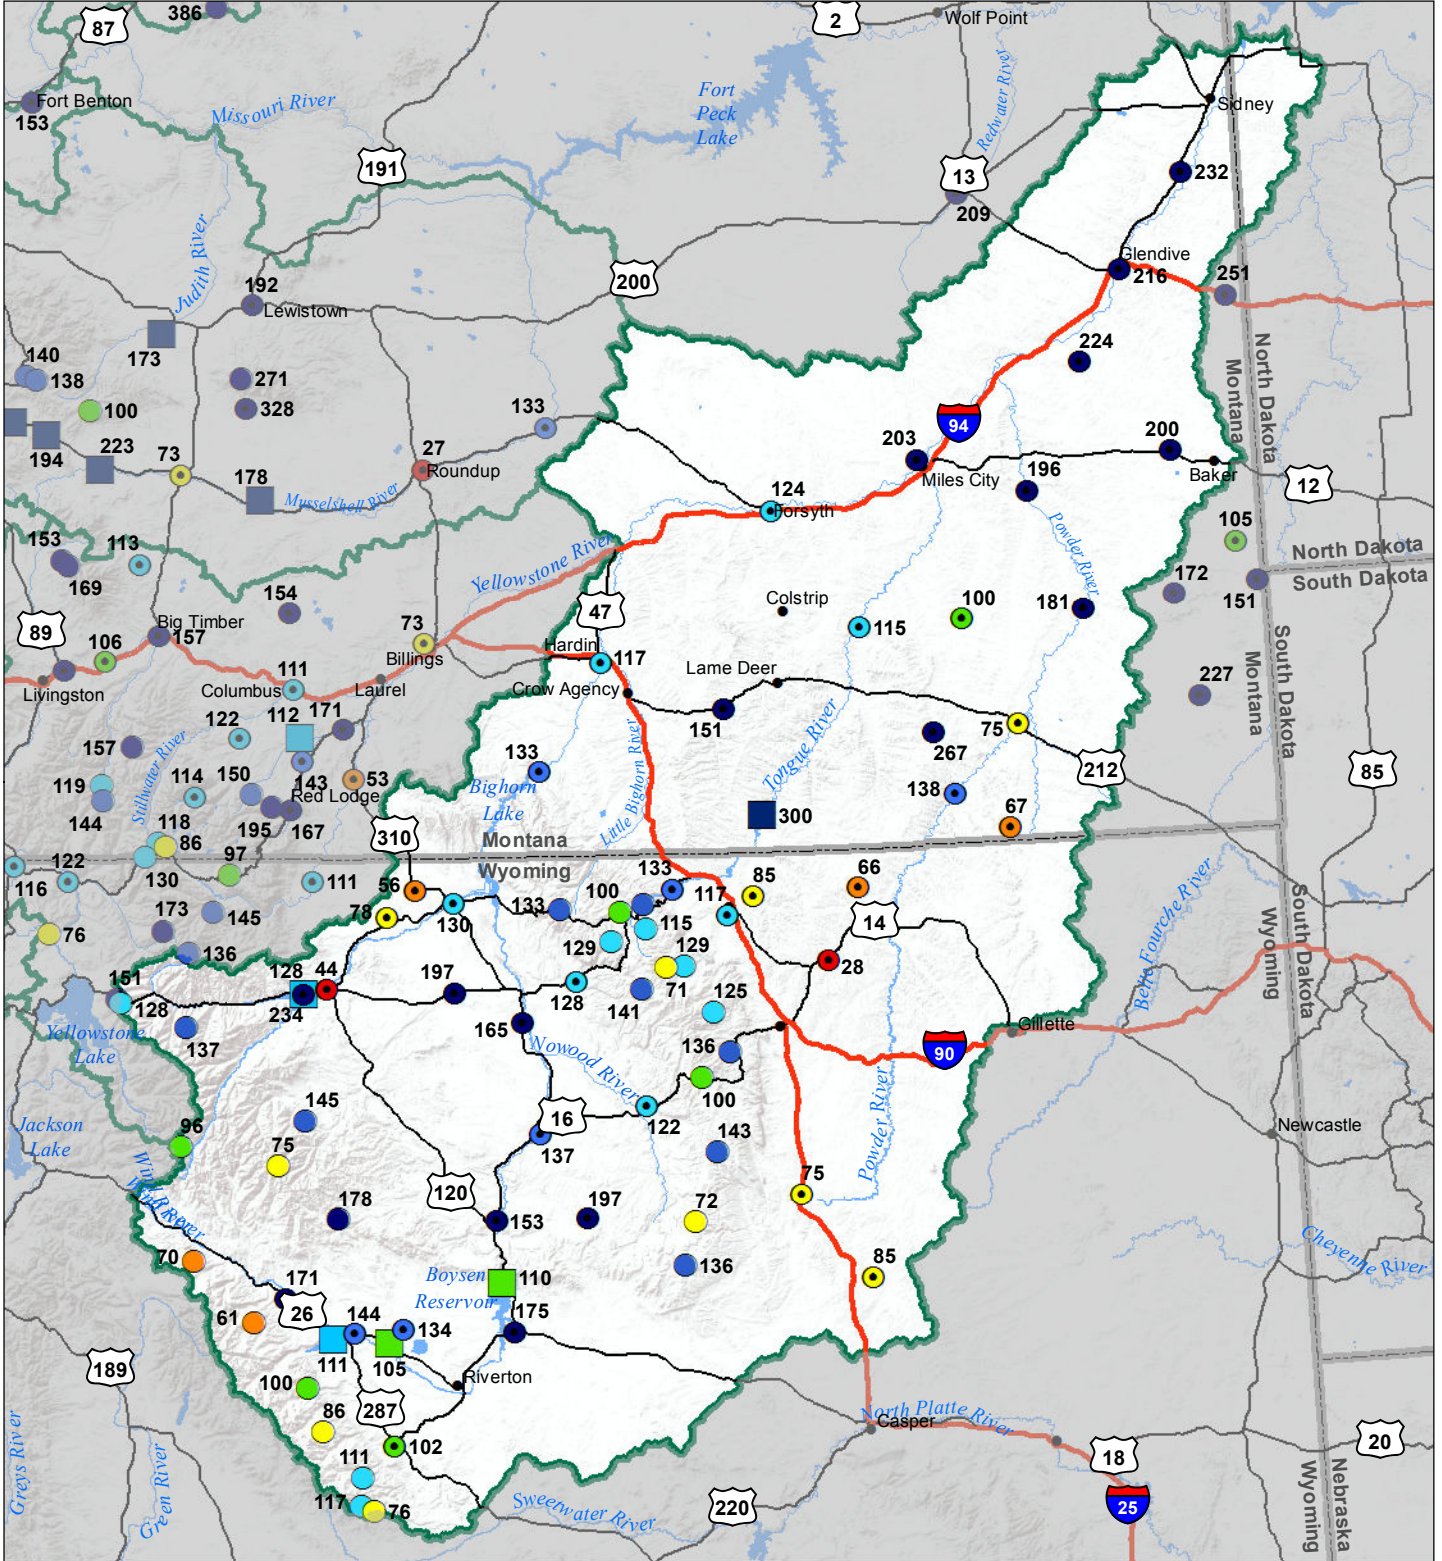 386
87
2
Wolf Point
Fort Benton
153
Missouri River
Fort
Peck
Lake
Redwater River
Sidney
191
13
232
209
Judith River
200
Glendive
216
251
192
Lewistown
173
224
North Dakota
Montana
140
138
271
328
100
133
94
194
223
73
178
27
Roundup
Musselshell River
203
Miles City
200
Baker
196
12
124
Forsyth
Powder River
105
153
169
113
Yellowstone River
North Dakota
South Dakota
172
151
154
47
Colstrip
100
181
115
89
Big Timber
157
106
73
Billings
Hardin
117
South Dakota
Montana
Livingston
111
Columbus
Laurel
Crow Agency
Lame Deer
151
227
122
112
171
75
267
157
Stillwater River
143
53
133
Little Bighorn River
Tongue River
212
85
119
144
114
150
Red Lodge
Bighorn
Lake
138
195
167
300
67
118
86
310
Montana
Wyoming
130
97
116
122
111
56
133
85
66
Belle Fourche River
South Dakota
Wyoming
173
145
78
130
133
100
115
117
14
76
136
129
129
71
28
151
128
128
44
234
197
128
141
125
Yellowstone
Lake
137
165
Nowood River
136
90
Gillette
100
Jackson
Lake
96
145
75
16
122
137
143
Powder River
Newcastle
Wind River
Wind River
178
120
153
197
72
75
70
136
85
Cheyenne River
Boysen
Reservoir
110
171
26
61
144
134
175
111
105
189
100
Riverton
86
287
102
North Platte River
Casper
18
20
Greys River
Green River
111
117
76
Sweetwater River
220
25
Nebraska
Wyoming